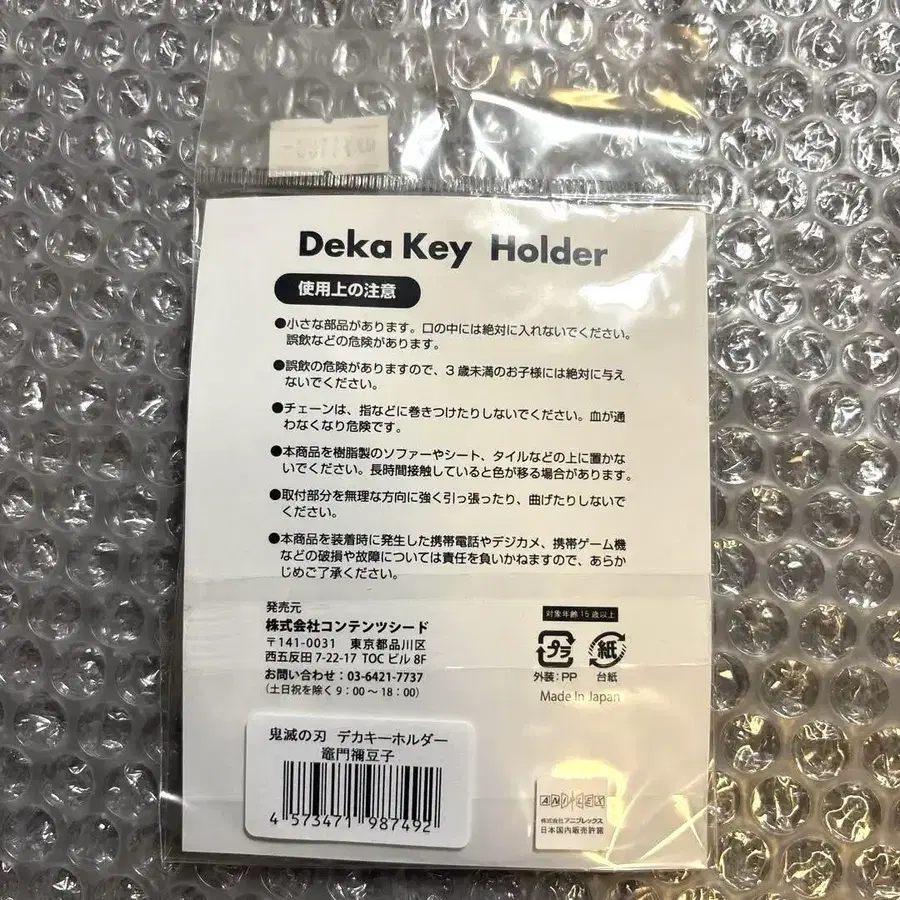 Deka Key Holder
使用上の注意
●小さな部品があります。口の中には絶対に入れないでください。
誤飲などの危険があります。
●誤飲の危険がありますので、3歳未満のお子様には絶対に与え
ないでください。
●チェーンは、指などに巻きつけたりしないでください。血が通
わなくなり危険です。
●本商品を樹脂製のソファーやシート、タイルなどの上に置かな
いでください。長時間接触していると色が移る場合があります。
●取付部分を無理な方向に強く引っ張ったり、曲げたりしないで
ください。
●本商品を装着時に発生した携帯電話やデジカメ、携帯ゲーム機
などの破損や故障については責任を負いかねますので、あらか
じめご了承ください。
発売元
株式会社コンテンツシード
〒141-0031 東京都品川区
西五反田 7-22-17 TOC ビル 8F
お問い合わせ:03-6421-7737
(土日祝を除く 9:00~18:00)
対象年齢15歳以上
プラ 紙
外装:PP 台紙
Made In Japan
鬼滅の刃 デカキーホルダー
竈門禰豆子
4 573471 987492
ANIPLEX
株式会社アニプレックス
日本国内販売許諾